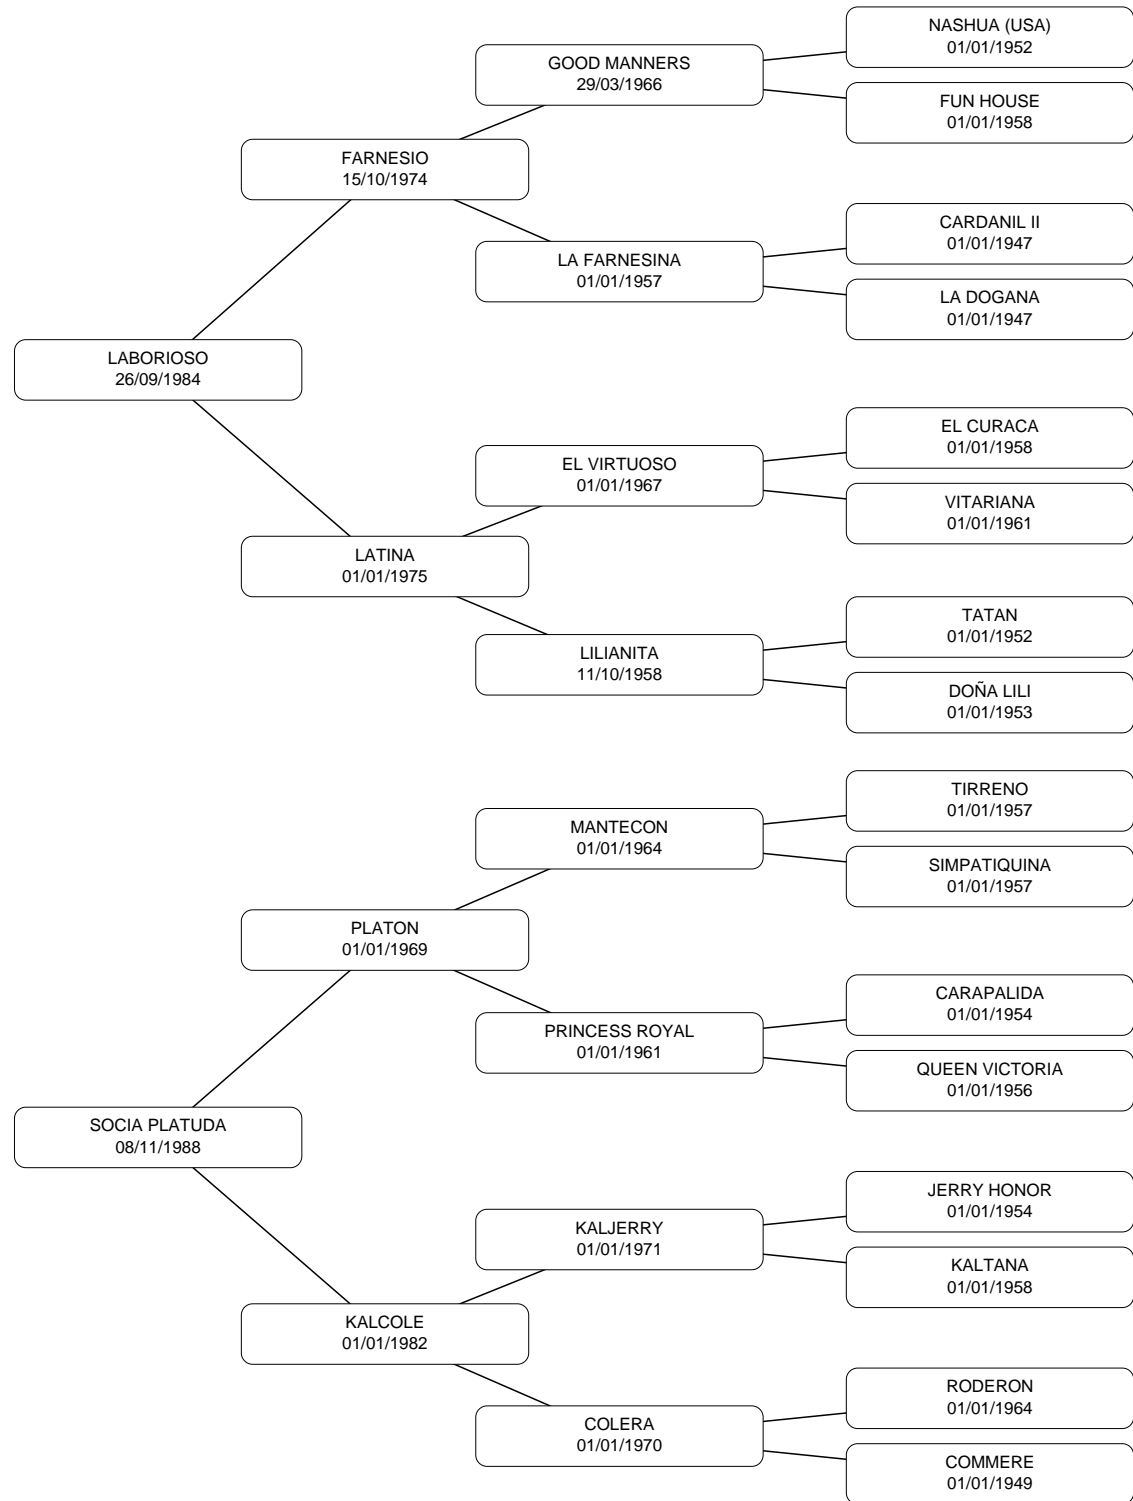 NASHUA (USA)
01/01/1952
GOOD MANNERS
29/03/1966
FUN HOUSE
01/01/1958
FARNESIO
15/10/1974
CARDANIL II
01/01/1947
LA FARNESINA
01/01/1957
LA DOGANA
01/01/1947
LABORIOSO
26/09/1984
EL CURACA
01/01/1958
EL VIRTUOSO
01/01/1967
VITARIANA
01/01/1961
LATINA
01/01/1975
TATAN
01/01/1952
LILIANITA
11/10/1958
DOÑA LILI
01/01/1953
TIRRENO
01/01/1957
MANTECON
01/01/1964
SIMPATIQUINA
01/01/1957
PLATON
01/01/1969
CARAPALIDA
01/01/1954
PRINCESS ROYAL
01/01/1961
QUEEN VICTORIA
01/01/1956
SOCIA PLATUDA
08/11/1988
JERRY HONOR
01/01/1954
KALJERRY
01/01/1971
KALTANA
01/01/1958
KALCOLE
01/01/1982
RODERON
01/01/1964
COLERA
01/01/1970
COMMERE
01/01/1949